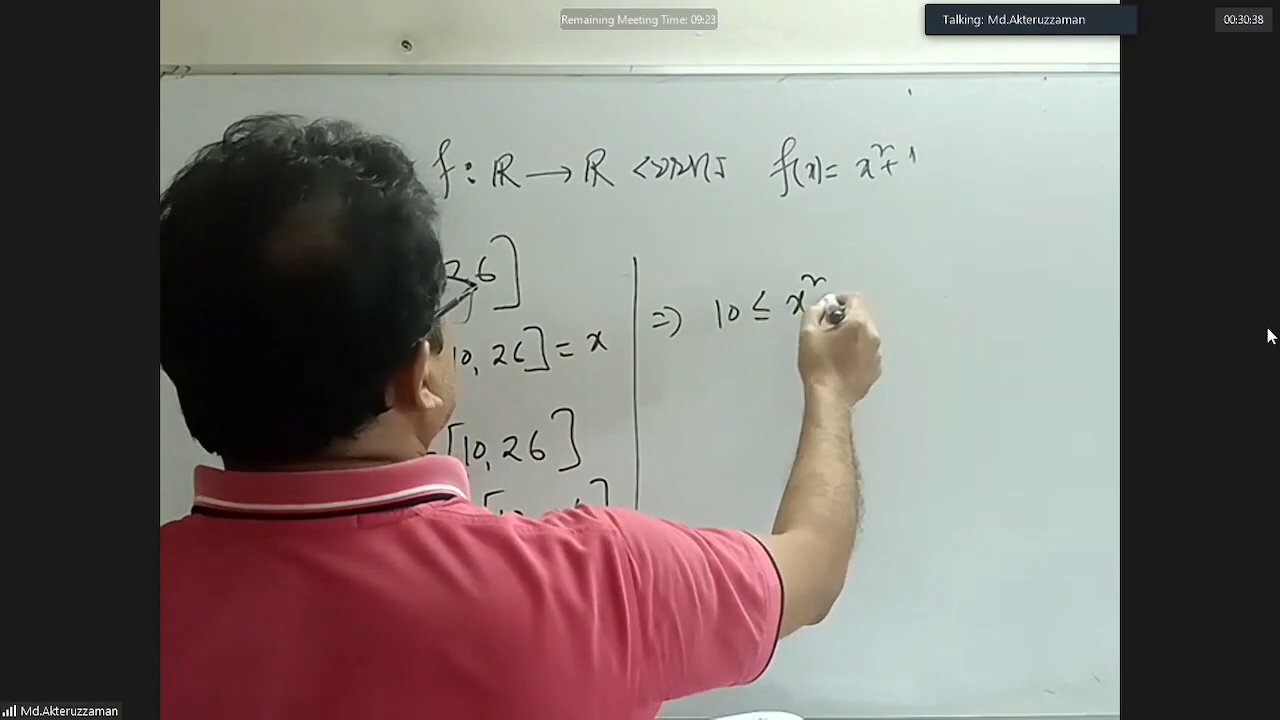 Remaining Meeting Time: 09:23
Talking: Md.Akteruzzaman
00:30:38
f: ℝ → ℝ f(x)= x²+1
26]
10, 26] = x
[10, 26]
⇒ 10 ≤ x²
Md.Akteruzzaman